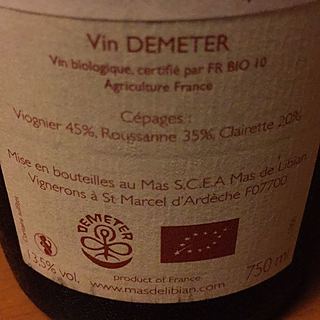 Vin DEMETER
Vin biologique, certifié par FR BIO 10
Agriculture France
Cépages :
Viognier 45%, Roussanne 35%, Clairette 20%
Mise en bouteilles au Mas S.C.E.A Mas de Libian
Vignerons à St Marcel d'Ardèche F07700
DEMETER
13,5% vol.
product of France
750 ml
www.masdelibian.com